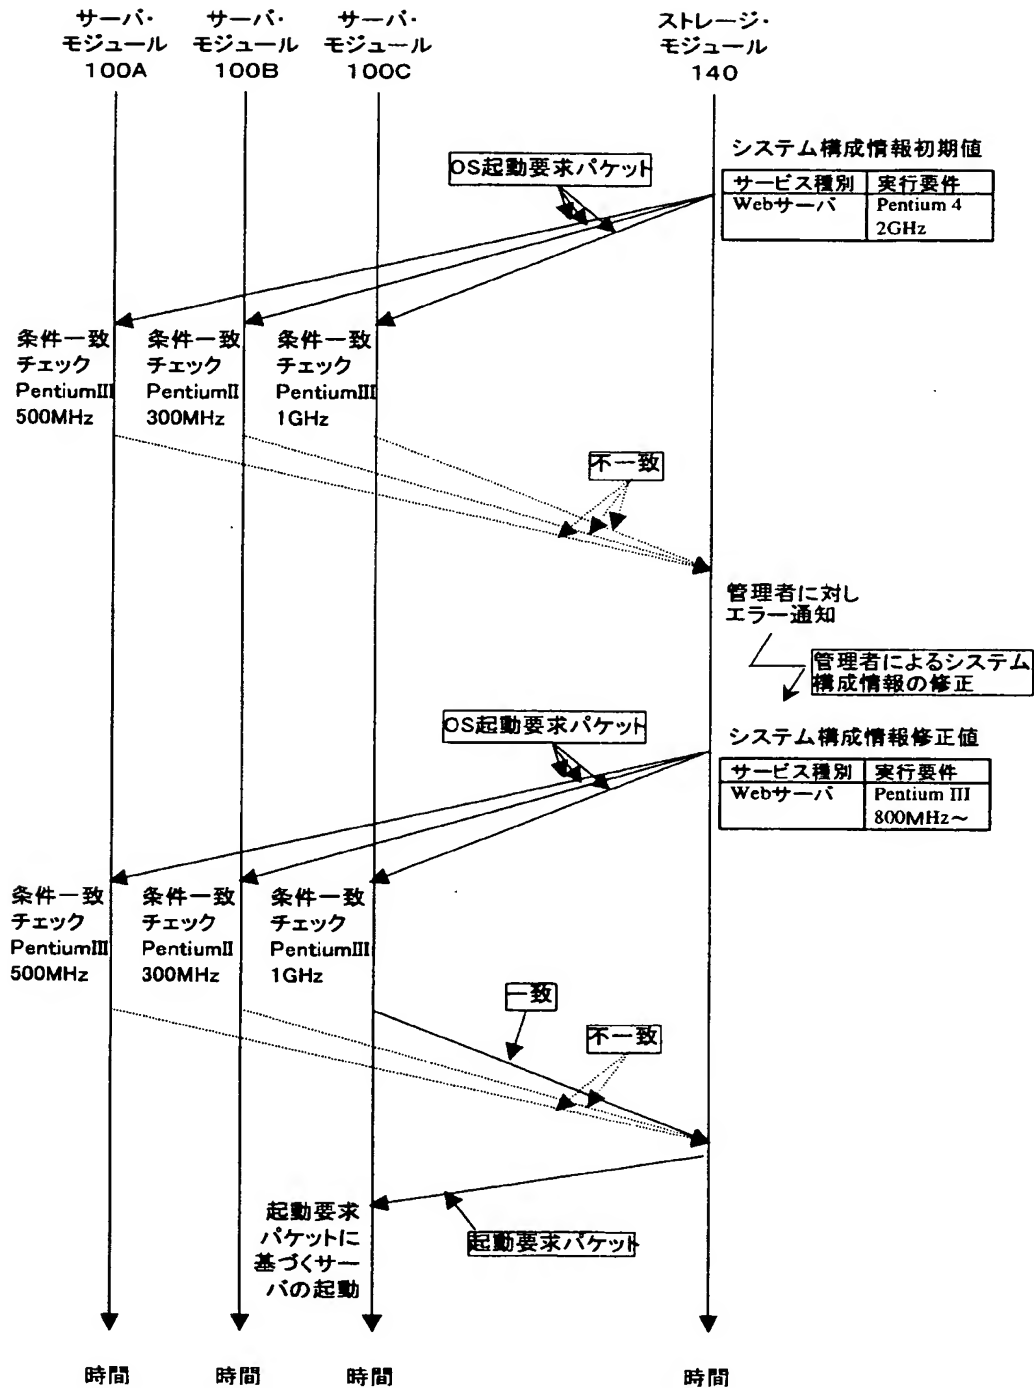 サーバ・
モジュール
100A
サーバ・
モジュール
100B
サーバ・
モジュール
100C
ストレージ・
モジュール
140
OS起動要求パケット
システム構成情報初期値
サービス種別 実行要件
Webサーバ Pentium 4
2GHz
条件一致
チェック
PentiumIII
500MHz
条件一致
チェック
PentiumII
300MHz
条件一致
チェック
PentiumIII
1GHz
不一致
管理者に対し
エラー通知
管理者によるシステム
構成情報の修正
OS起動要求パケット
システム構成情報修正値
サービス種別 実行要件
Webサーバ Pentium III
800MHz～
条件一致
チェック
PentiumIII
500MHz
条件一致
チェック
PentiumII
300MHz
条件一致
チェック
PentiumIII
1GHz
一致
不一致
起動要求
パケットに
基づくサー
バの起動
起動要求パケット
時間
時間
時間
時間